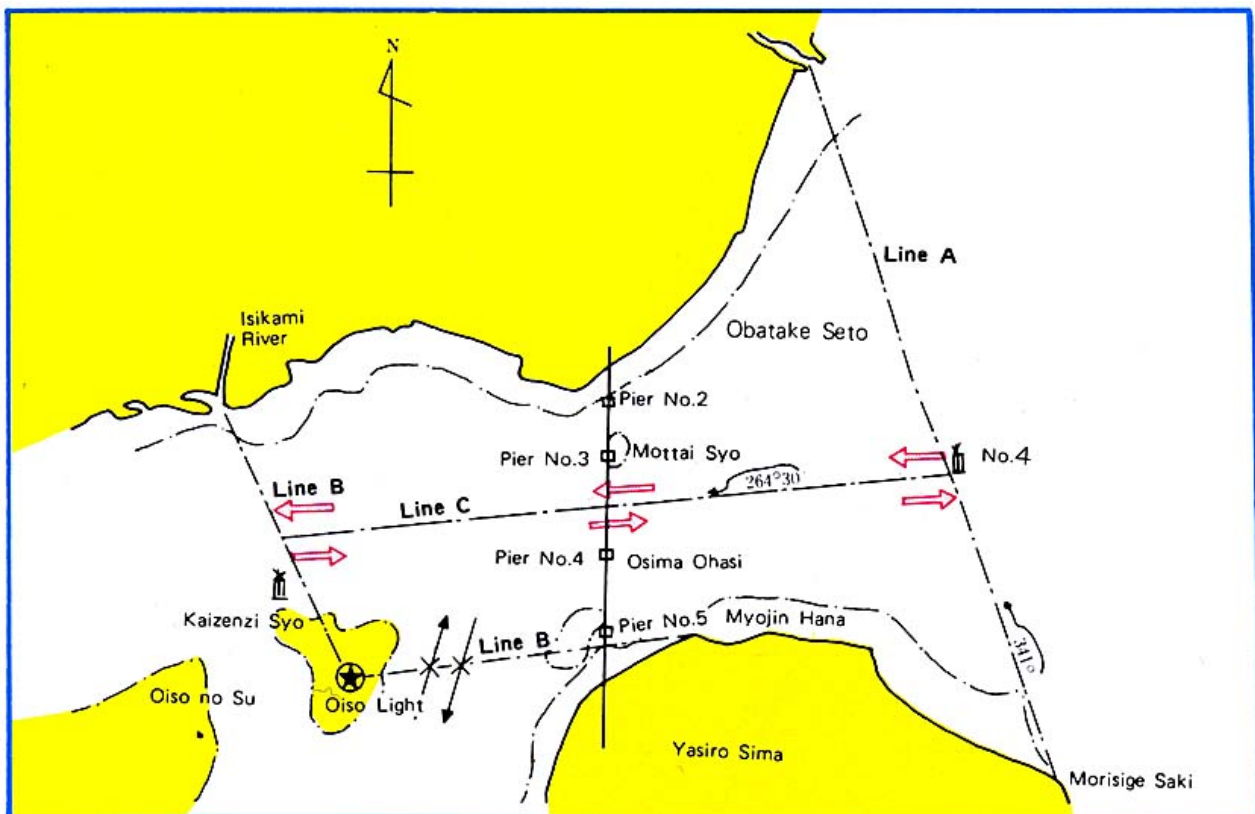 N
Line A
Isikami
River
Obatake Seto
Pier No.2
Pier No.3
Mottai Syo
No.4
264°30
Line B
Line C
Pier No.4
Osima Ohasi
Kaizenzi Syo
Pier No.5
Myojin Hana
Line B
341°
Oiso no Su
Oiso Light
Yasiro Sima
Morisige Saki